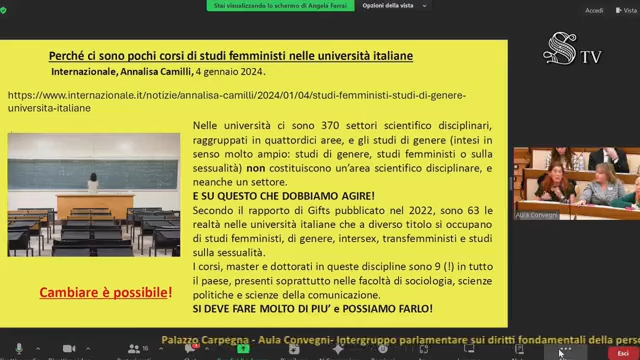 Stai visualizzando lo schermo di Angela Ferrai
Opzioni della vista
Accedi
Vista
Perché ci sono pochi corsi di studi femministi nelle università italiane
Internazionale, Annalisa Camilli, 4 gennaio 2024.
https://www.internazionale.it/notizie/annalisa-camilli/2024/01/04/studi-femministi-studi-di-genere-
universita-italiane
Nelle università ci sono 370 settori scientifico disciplinari,
raggruppati in quattordici aree, e gli studi di genere (intesi in
senso molto ampio: studi di genere, studi femministi o sulla
sessualità) non costituiscono un'area scientifico disciplinare, e
neanche un settore.
E SU QUESTO CHE DOBBIAMO AGIRE!
Secondo il rapporto di Gifts pubblicato nel 2022, sono 63 le
realtà nelle università italiane che a diverso titolo si occupano
di studi femministi, di genere, intersex, transfemministi e studi
sulla sessualità.
I corsi, master e dottorati in queste discipline sono 9 (!) in tutto
il paese, presenti soprattutto nelle facoltà di sociologia, scienze
politiche e scienze della comunicazione.
SI DEVE FARE MOLTO DI PIU' e POSSIAMO FARLO!
Cambiare è possibile!
S TV
Aula Convegni
Palazzo Carpegna - Aula Convegni- Intergruppo parlamentare sui diritti fondamentali della pers
16
Esci